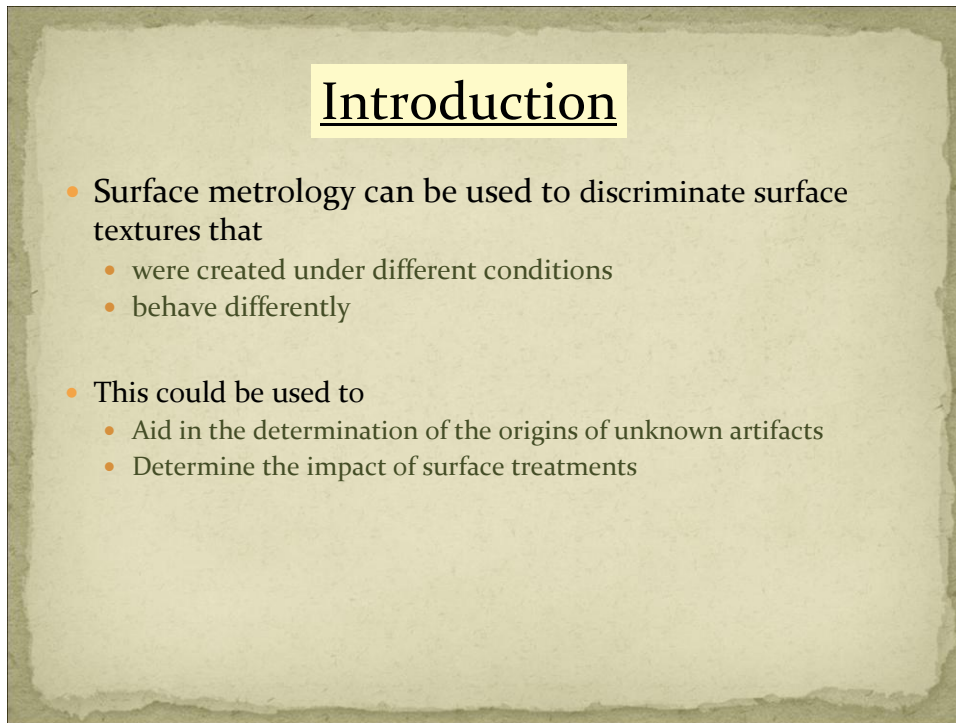 Introduction
• Surface metrology can be used to discriminate surface
textures that
• were created under different conditions
• behave differently
• This could be used to
• Aid in the determination of the origins of unknown artifacts
• Determine the impact of surface treatments